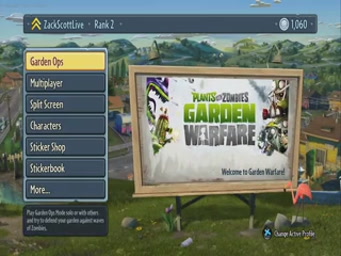 ZackScottLive · Rank 2
1,060
Garden Ops
Multiplayer
Split Screen
Characters
Sticker Shop
Stickerbook
More...
PLANTS vs. ZOMBIES
GARDEN
WARFARE
Welcome to Garden Warfare!
Play Garden Ops Mode solo or with others
and try to defend your garden against waves
of Zombies.
Change Active Profile